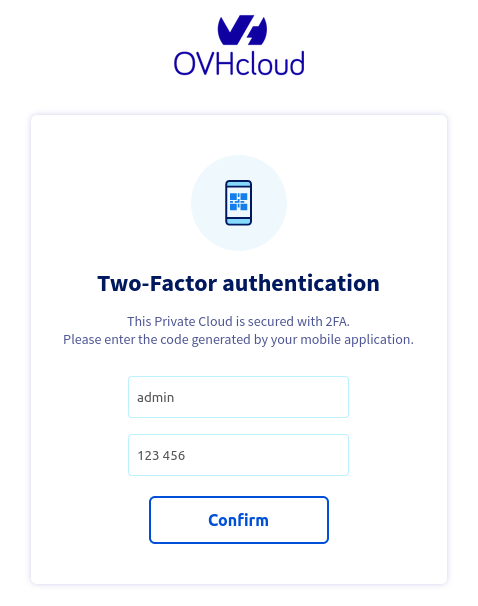 OVHcloud
Two-Factor authentication
This Private Cloud is secured with 2FA.
Please enter the code generated by your mobile application.
admin
123 456
Confirm